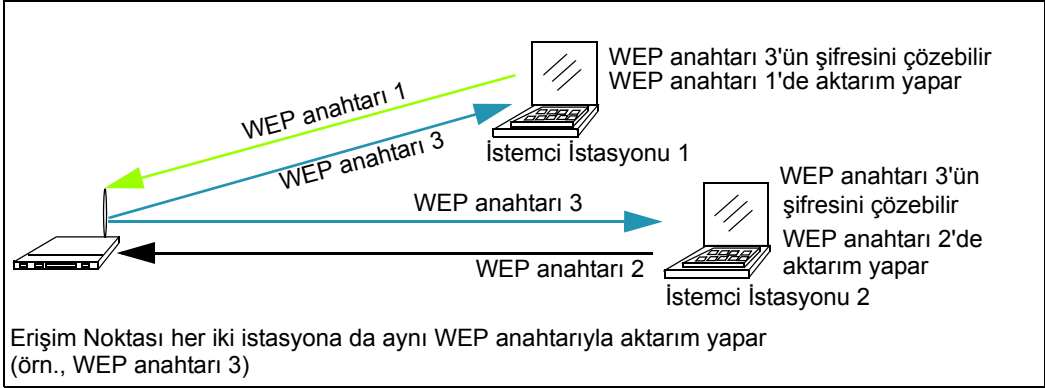 WEP anahtarı 3'ün şifresini çözebilir
WEP anahtarı 1'de aktarım yapar
WEP anahtarı 1
WEP anahtarı 3
İstemci İstasyonu 1
WEP anahtarı 3'ün
şifresini çözebilir
WEP anahtarı 3
WEP anahtarı 2'de
aktarım yapar
WEP anahtarı 2
İstemci İstasyonu 2
Erişim Noktası her iki istasyona da aynı WEP anahtarıyla aktarım yapar
(örn., WEP anahtarı 3)